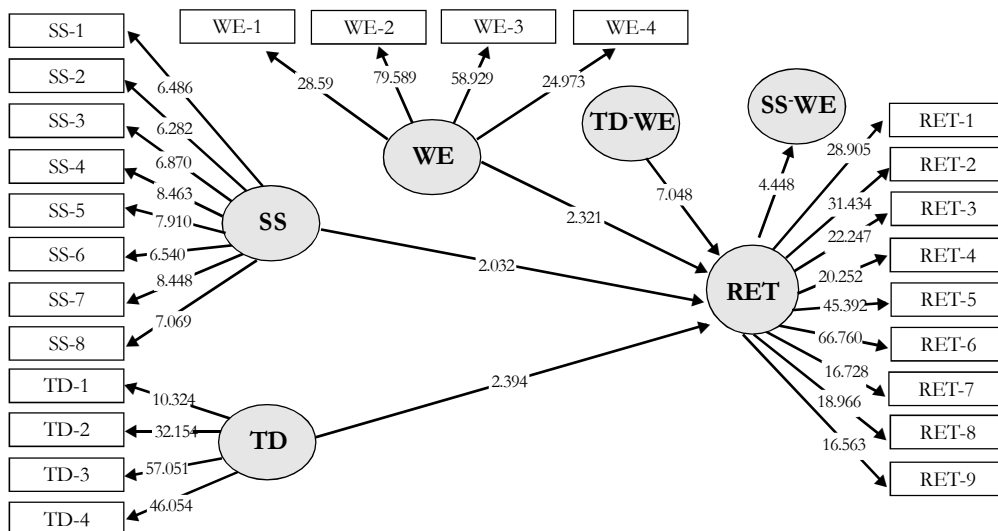 WE-1
WE-2
WE-3
WE-4
28.59
79.589
58.929
24.973
WE
TD-WE
SS-WE
7.048
4.448
2.321
SS-1
SS-2
SS-3
SS-4
SS-5
SS-6
SS-7
SS-8
6.486
6.282
6.870
8.463
7.910
6.540
8.448
7.069
SS
2.032
TD-1
TD-2
TD-3
TD-4
10.324
32.154
57.051
46.054
TD
2.394
RET
28.905
31.434
22.247
20.252
45.392
66.760
16.728
18.966
16.563
RET-1
RET-2
RET-3
RET-4
RET-5
RET-6
RET-7
RET-8
RET-9